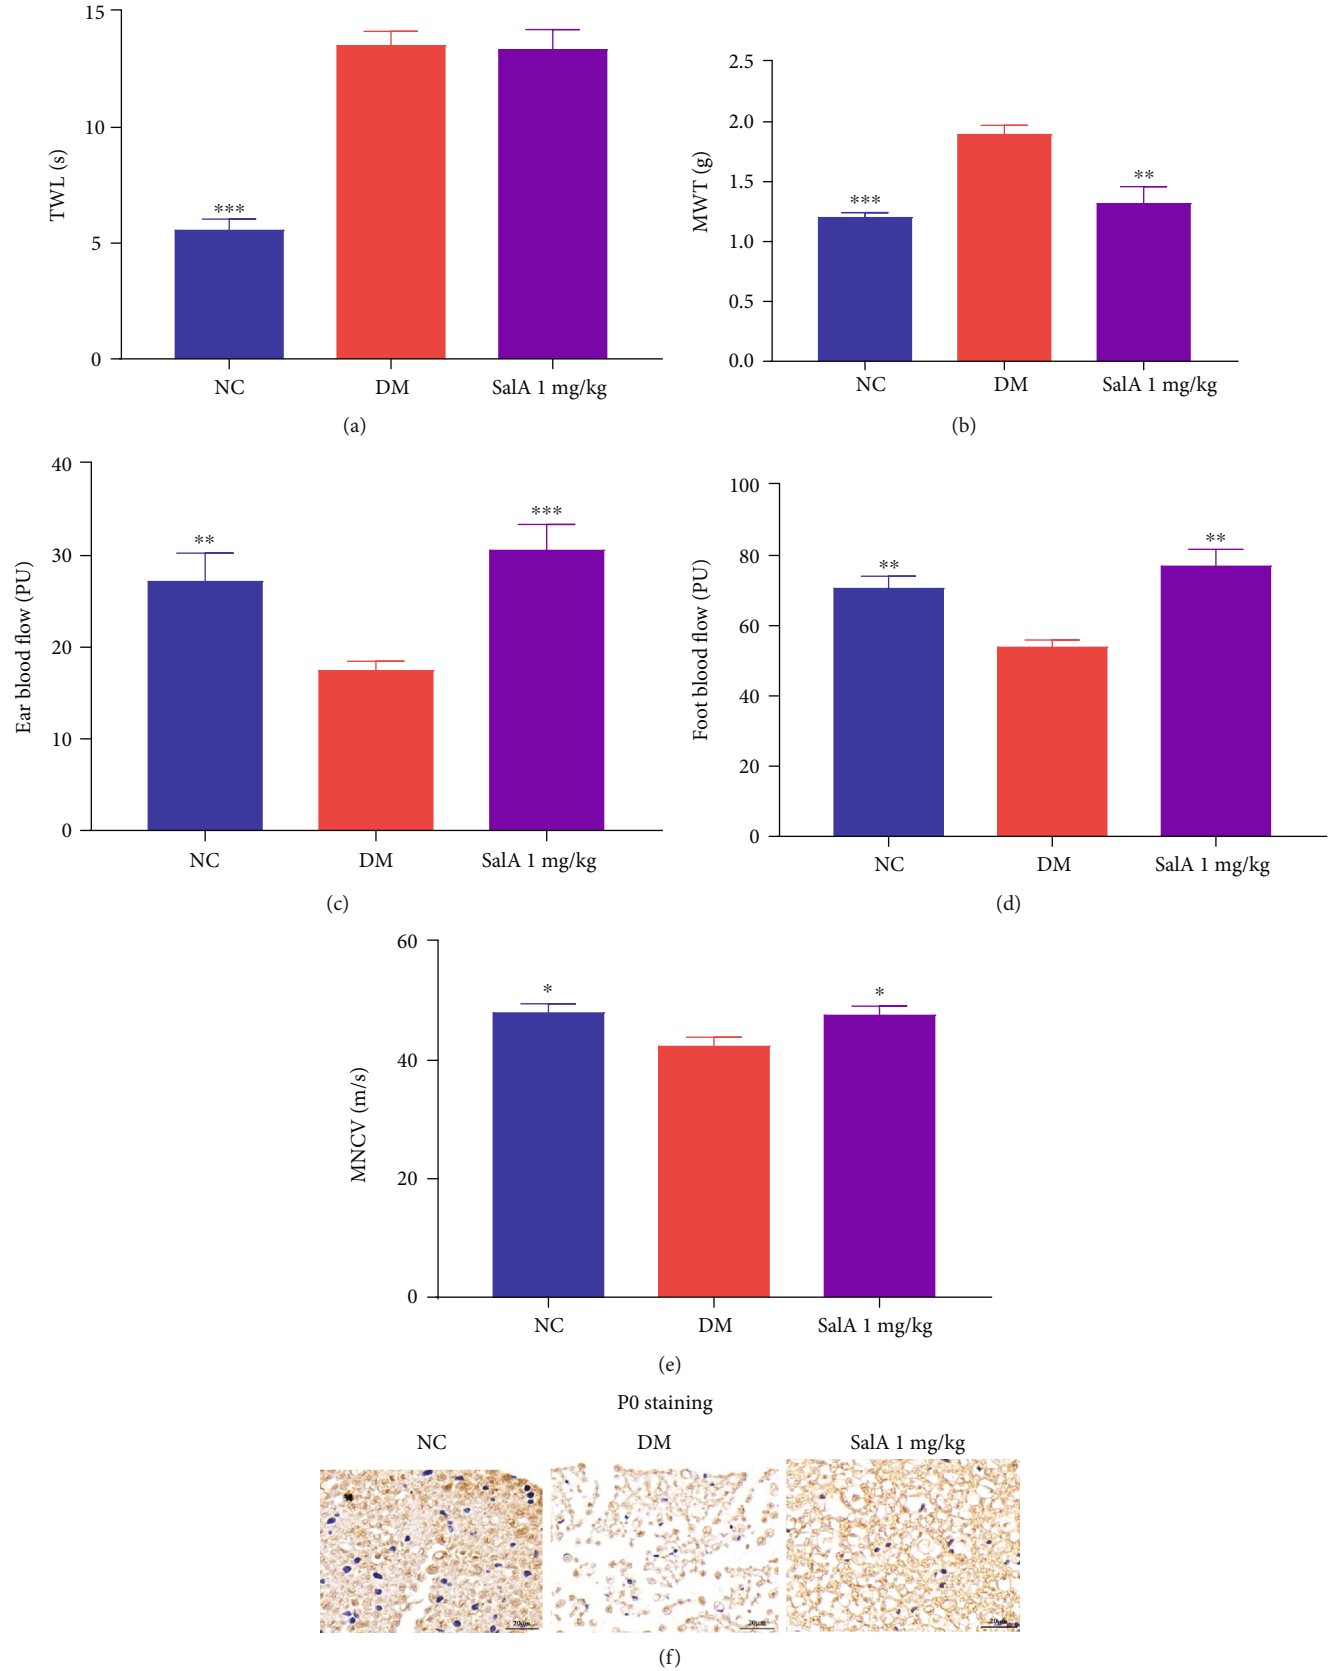 15
10
5
0
TWL (s)
***
NC
DM
SalA 1 mg/kg
(a)
2.5
2.0
1.5
1.0
0.5
0.0
MWT (g)
***
**
NC
DM
SalA 1 mg/kg
(b)
40
30
20
10
0
Ear blood flow (PU)
**
***
NC
DM
SalA 1 mg/kg
(c)
100
80
60
40
20
0
Foot blood flow (PU)
**
**
NC
DM
SalA 1 mg/kg
(d)
60
40
20
0
MNCV (m/s)
*
*
NC
DM
SalA 1 mg/kg
(e)
P0 staining
NC
DM
SalA 1 mg/kg
20μm
20μm
20μm
(f)